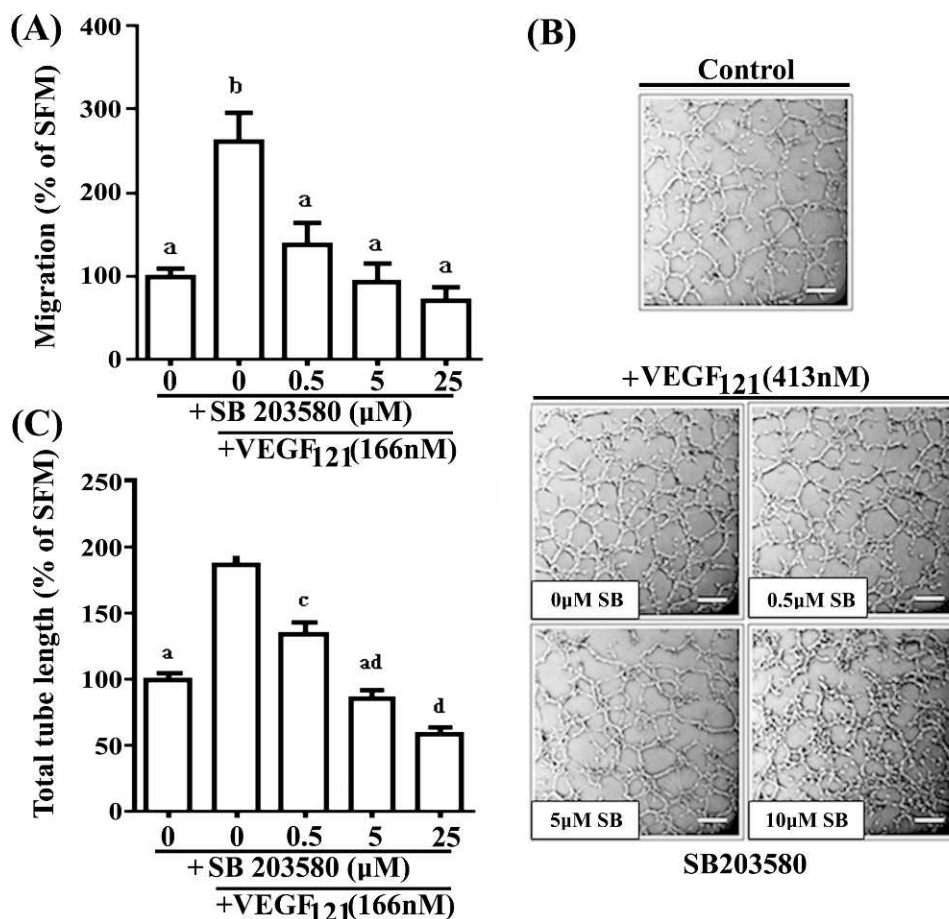 (A)
400
300
200
100
0
Migration (% of SFM)
a
b
a
a
a
0 0 0.5 5 25
+SB 203580 (µM)
+VEGF121(166nM)
(C)
250
200
150
100
50
0
Total tube length (% of SFM)
a
c
ad
d
0 0 0.5 5 25
+SB 203580 (µM)
+VEGF121(166nM)
(B)
Control
+VEGF121(413nM)
0µM SB
0.5µM SB
5µM SB
10µM SB
SB203580